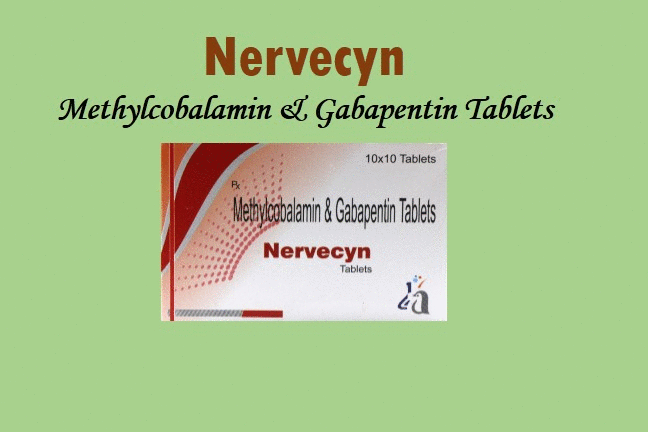 Nervecyn
Methylcobalamin & Gabapentin Tablets
10x10 Tablets
Rx
Methylcobalamin & Gabapentin Tablets
Nervecyn
Tablets